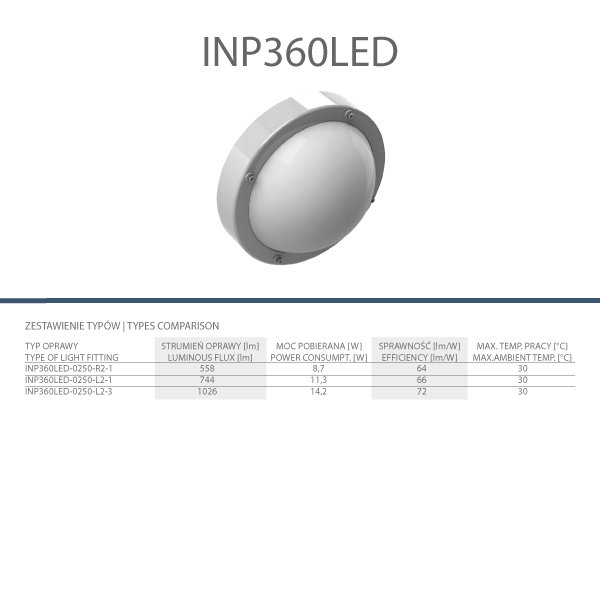 INP360LED
ZESTAWIENIE TYPÓW | TYPES COMPARISON
TYP OPRAWY STRUMIEŃ OPRAWY [lm] MOC POBIERANA [W] SPRAWNOŚĆ [lm/W] MAX. TEMP. PRACY [°C]
TYPE OF LIGHT FITTING LUMINOUS FLUX [lm] POWER CONSUMPT. [W] EFFICIENCY [lm/W] MAX.AMBIENT TEMP. [°C]
INP360LED-0250-R2-1 558 8,7 64 30
INP360LED-0250-L2-1 744 11,3 66 30
INP360LED-0250-L2-3 1026 14,2 72 30